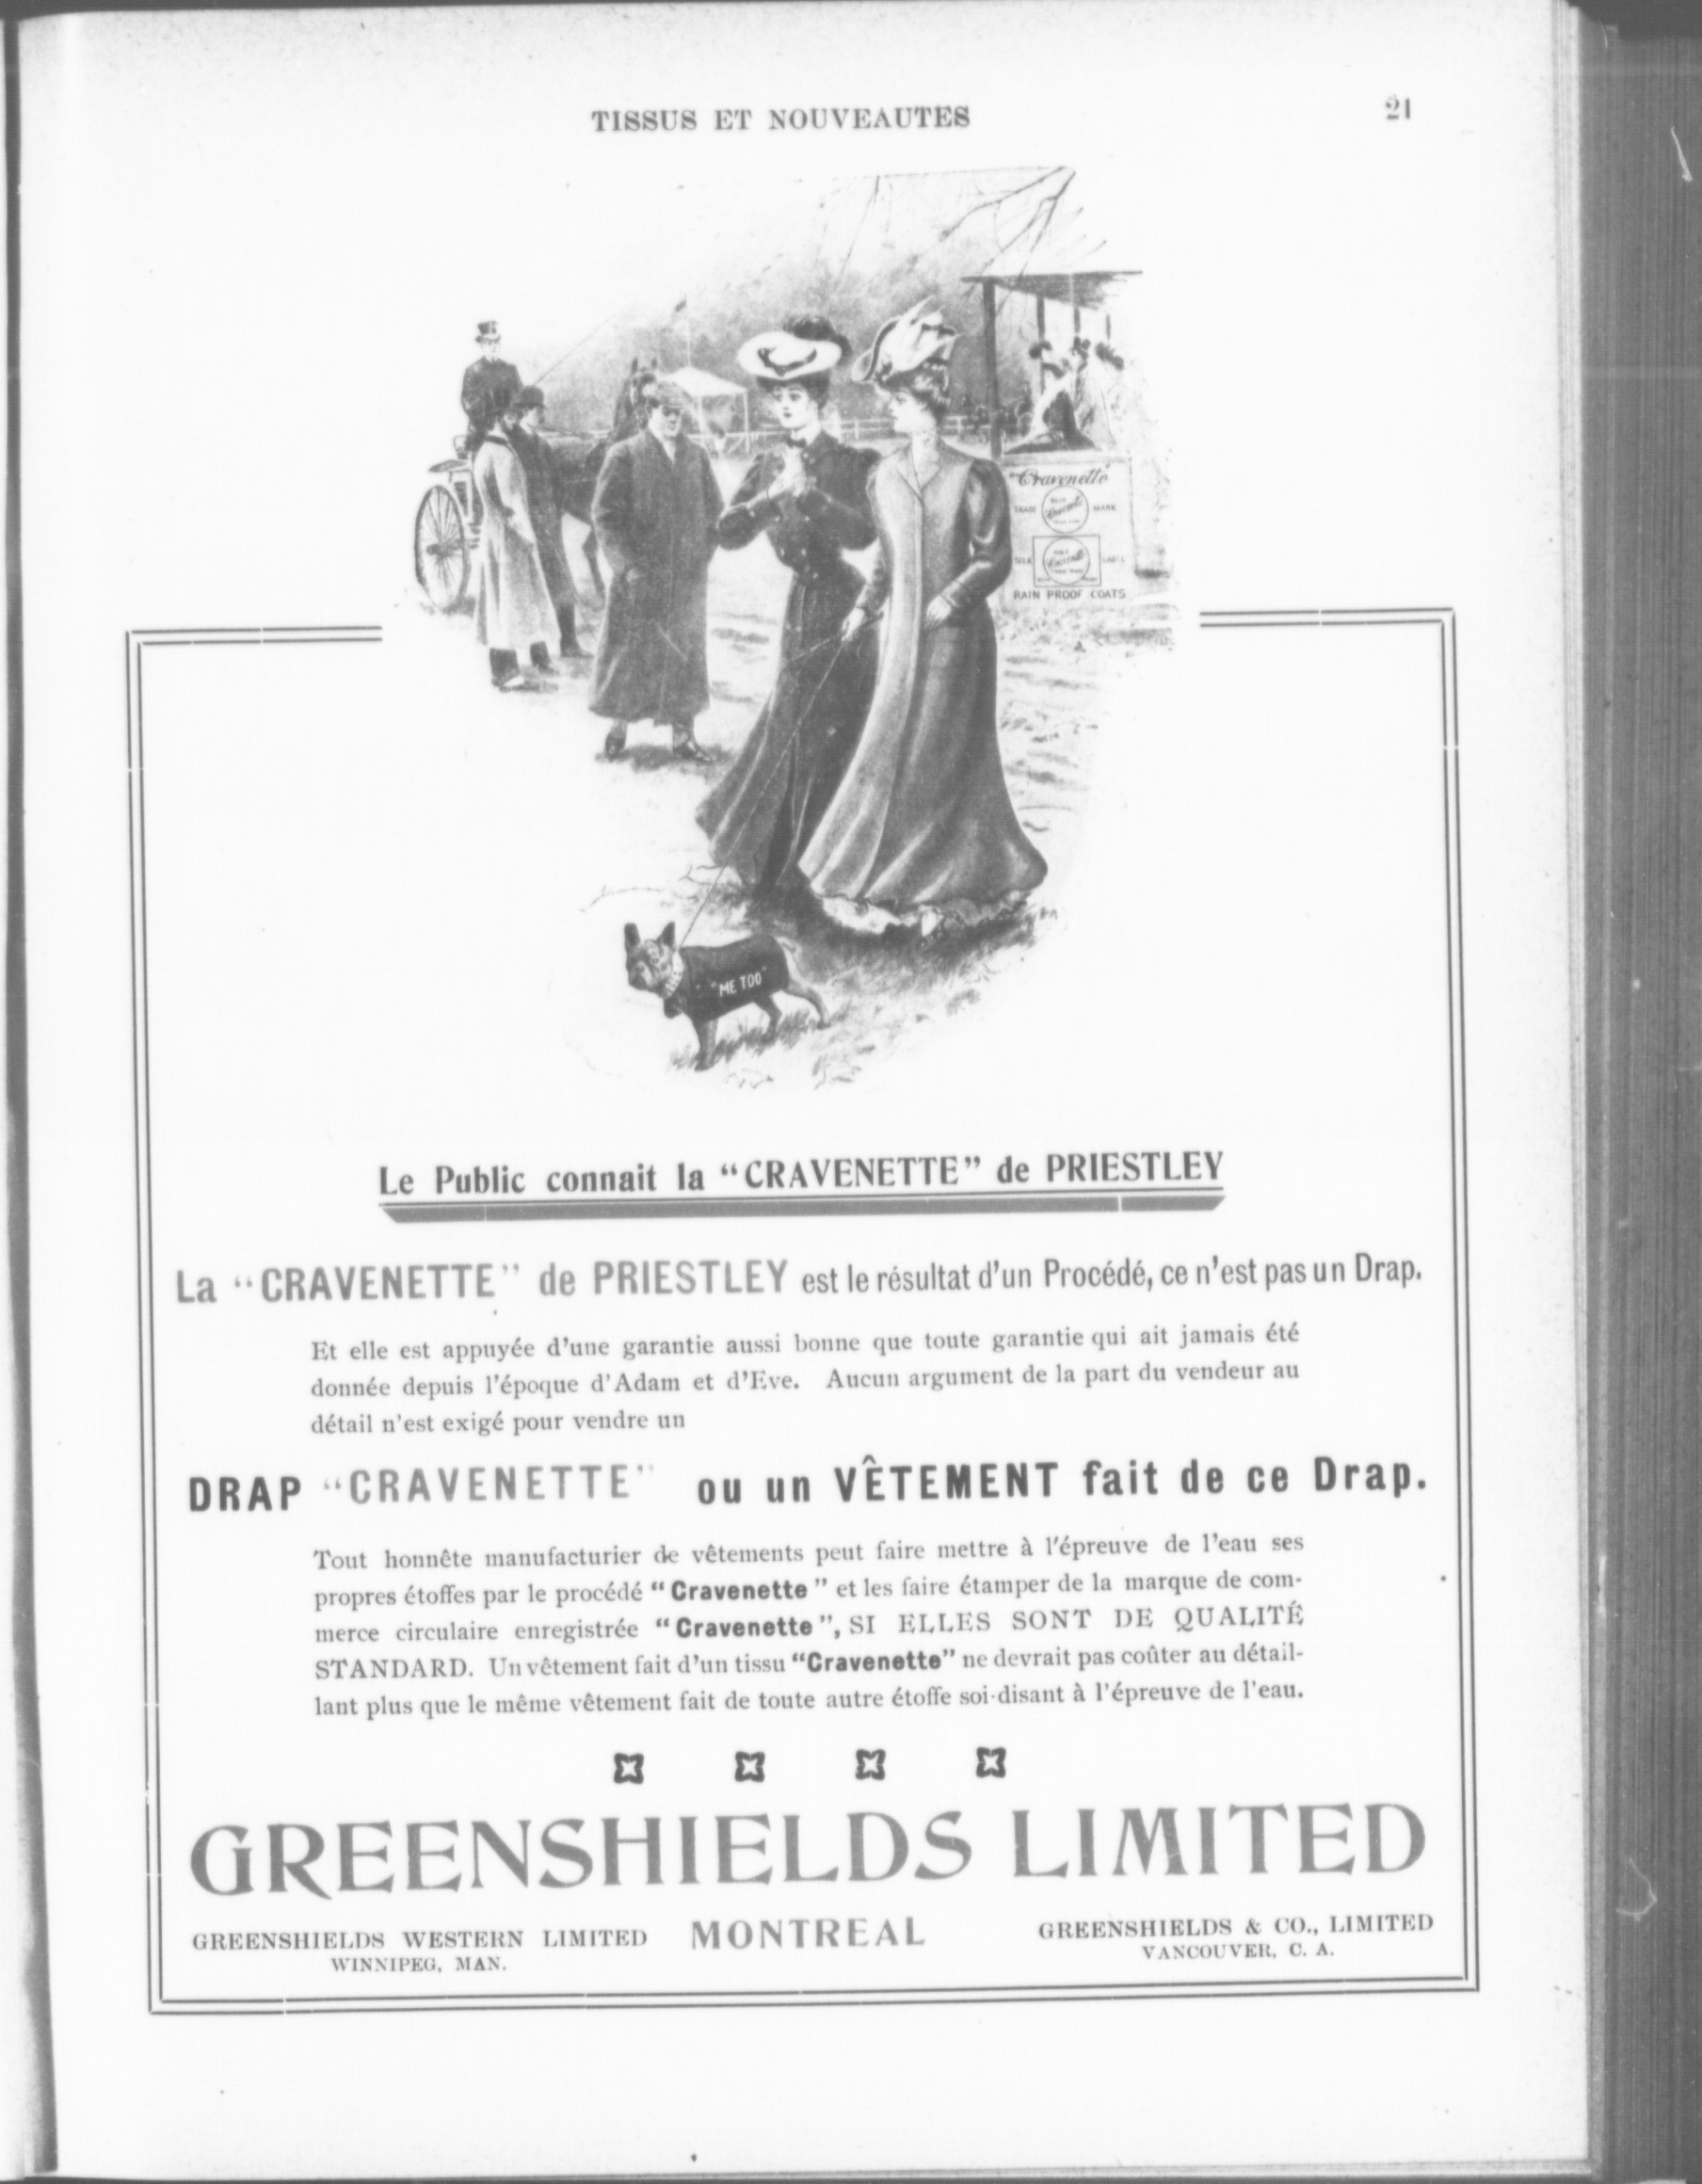 TISSUS ET NOUVEAUTES
21
"Cravenette"
TRADE
MARK
SILK
LABEL
RAIN PROOF COATS
"ME TOO"
Le Public connait la "CRAVENETTE" de PRIESTLEY
La "CRAVENETTE" de PRIESTLEY est le résultat d'un Procédé, ce n'est pas un Drap.
Et elle est appuyée d'une garantie aussi bonne que toute garantie qui ait jamais été
donnée depuis l'époque d'Adam et d'Eve. Aucun argument de la part du vendeur au
détail n'est exigé pour vendre un
DRAP "CRAVENETTE" ou un VÊTEMENT fait de ce Drap.
Tout honnête manufacturier de vêtements peut faire mettre à l'épreuve de l'eau ses
propres étoffes par le procédé "Cravenette" et les faire étamper de la marque de com-
merce circulaire enregistrée "Cravenette", SI ELLES SONT DE QUALITÉ
STANDARD. Un vêtement fait d'un tissu "Cravenette" ne devrait pas coûter au détail-
lant plus que le même vêtement fait de toute autre étoffe soi-disant à l'épreuve de l'eau.
GREENSHIELDS LIMITED
GREENSHIELDS WESTERN LIMITED
WINNIPEG, MAN.
MONTREAL
GREENSHIELDS & CO., LIMITED
VANCOUVER, C. A.